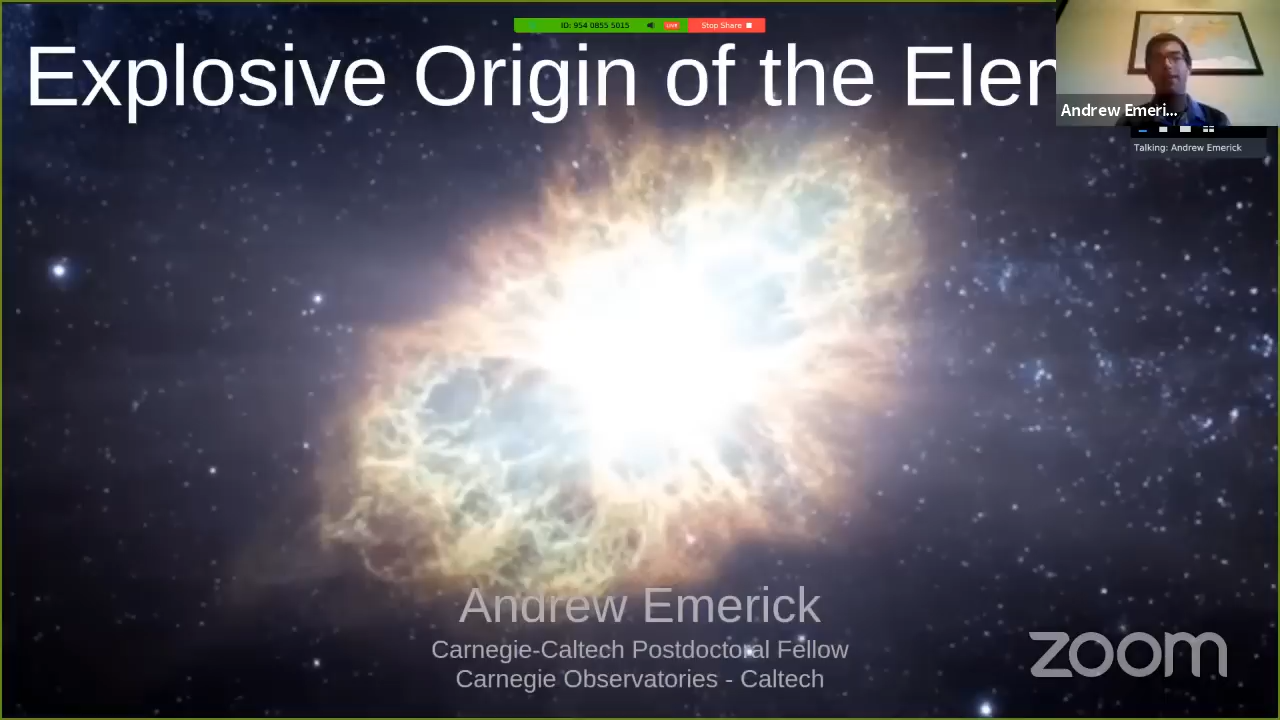 ID: 954 0855 5015 LIVE Stop Share
Explosive Origin of the Elem
Andrew Emeri...
Talking: Andrew Emerick
Andrew Emerick
Carnegie-Caltech Postdoctoral Fellow
Carnegie Observatories - Caltech
zoom